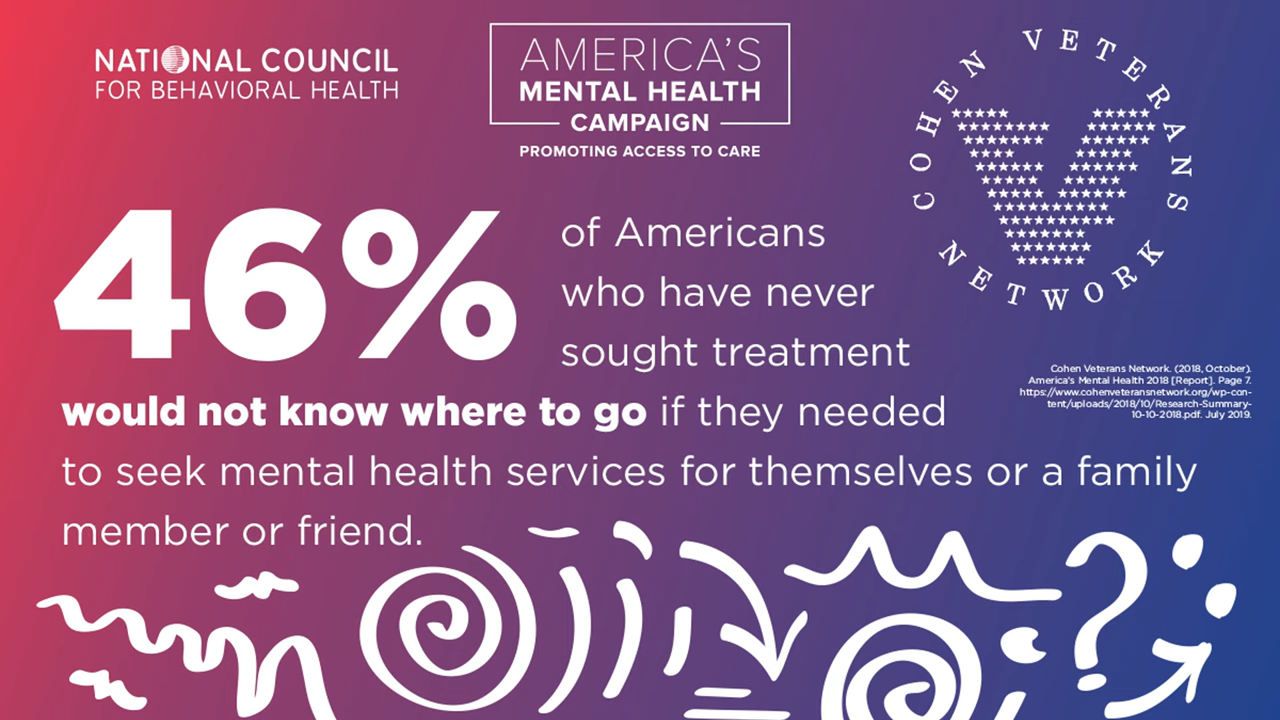 NATIONAL COUNCIL
FOR BEHAVIORAL HEALTH
AMERICA'S
MENTAL HEALTH
CAMPAIGN
PROMOTING ACCESS TO CARE
COHEN VETERANS
NETWORK
46%
of Americans
who have never
sought treatment
would not know where to go if they needed
to seek mental health services for themselves or a family
member or friend.
Cohen Veterans Network. (2018, October).
America's Mental Health 2018 [Report]. Page 7.
https://www.cohenveteransnetwork.org/wp-con-
tent/uploads/2018/10/Research-Summary-
10-10-2018.pdf. July 2019.